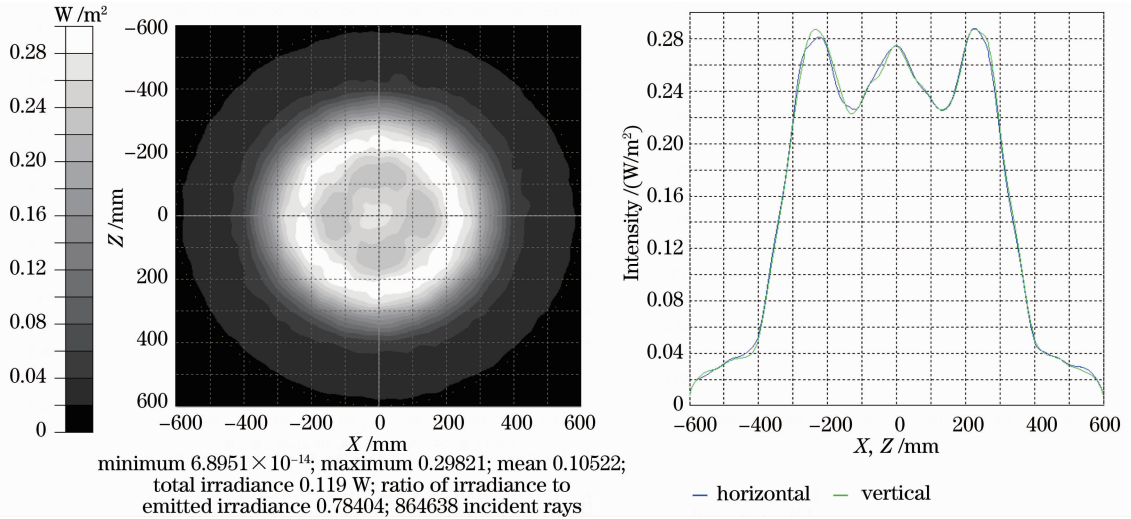 W /m²
0.28
0.24
0.20
0.16
0.12
0.08
0.04
0
−600
−400
−200
0
200
400
600
Z /mm
−600 −400 −200 0 200 400 600
X /mm
minimum 6.8951×10⁻¹⁴; maximum 0.29821; mean 0.10522;
total irradiance 0.119 W; ratio of irradiance to
emitted irradiance 0.78404; 864638 incident rays
0.28
0.24
0.20
0.16
0.12
0.08
0.04
0
Intensity /(W/m²)
−600 −400 −200 0 200 400 600
X, Z /mm
horizontal vertical